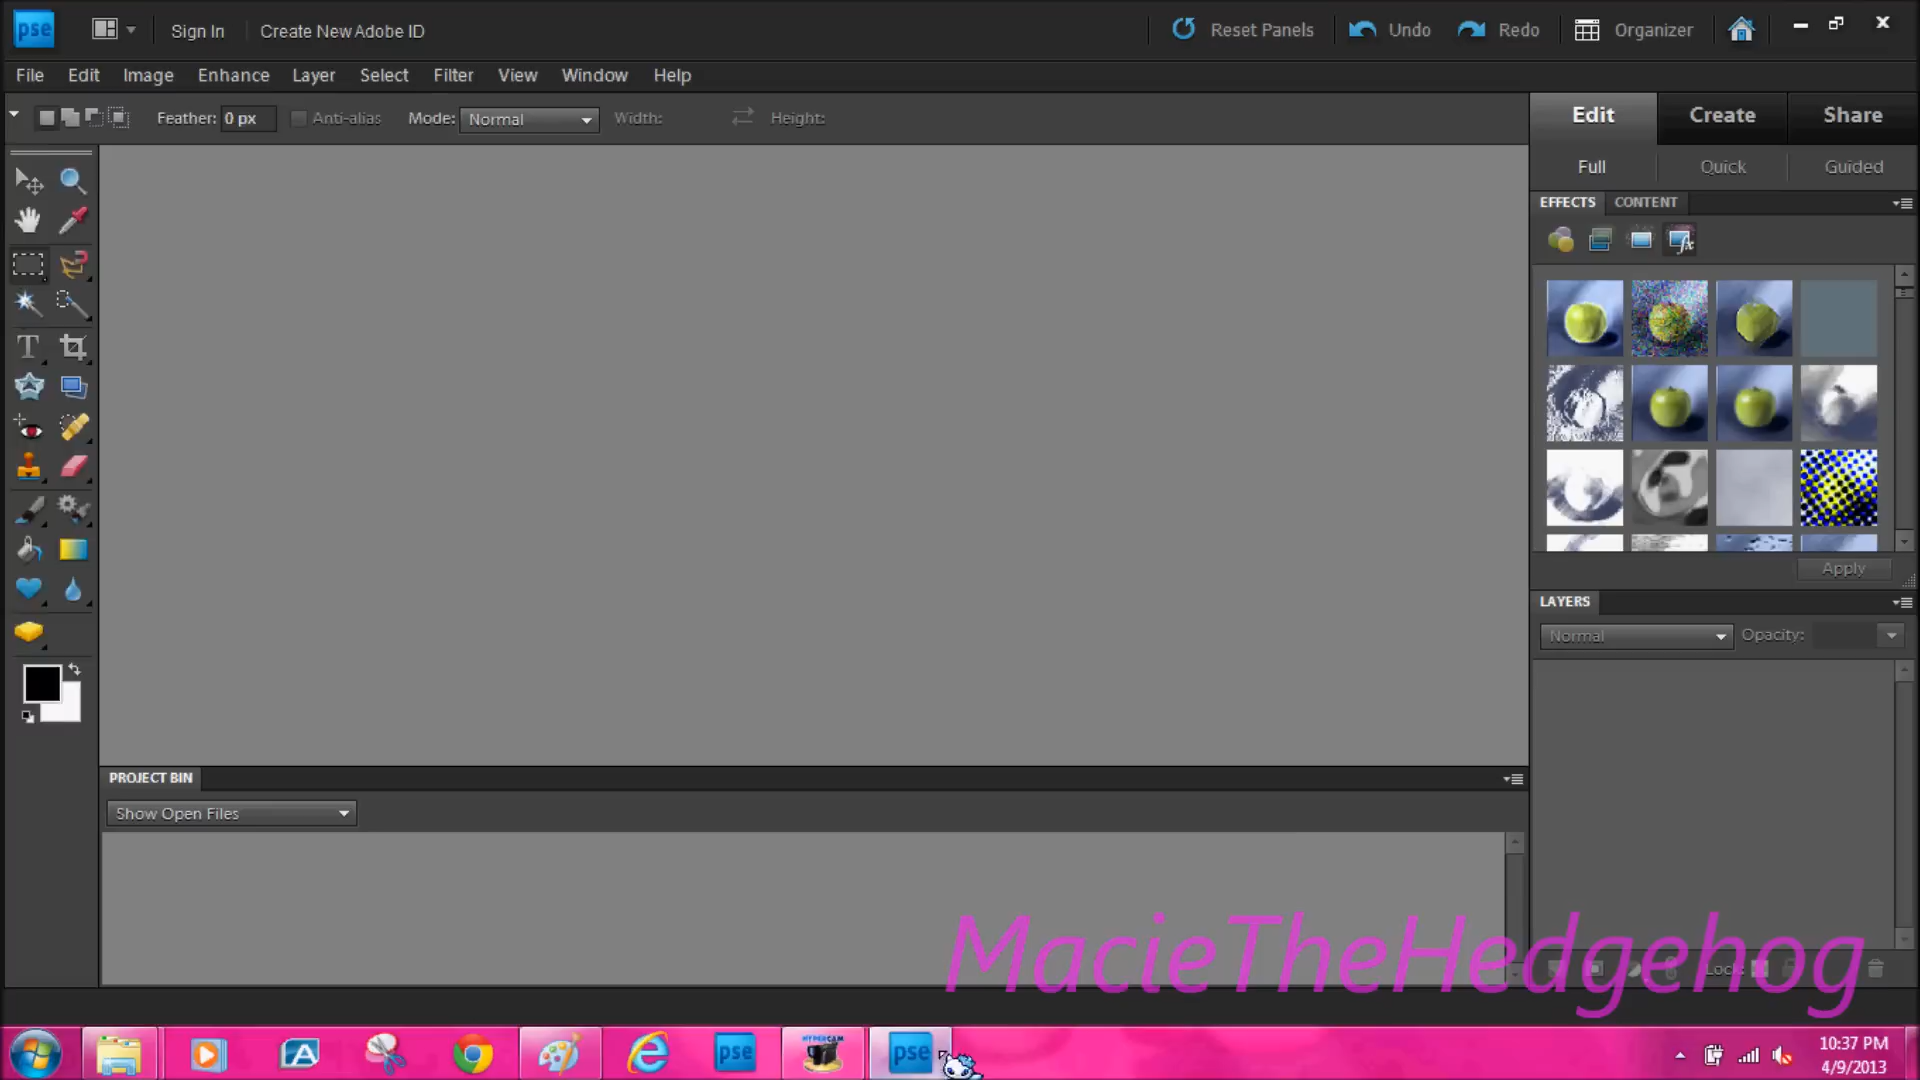 pse Sign In Create New Adobe ID Reset Panels Undo Redo Organizer
File Edit Image Enhance Layer Select Filter View Window Help
Feather: 0 px Anti-alias Mode: Normal Width: Height:
Edit Create Share
Full Quick Guided
EFFECTS CONTENT
fx
T
Apply
LAYERS
Normal Opacity:
PROJECT BIN
Show Open Files
Lock:
MacieTheHedgehog
pse HYPERCAM pse
10:37 PM
4/9/2013